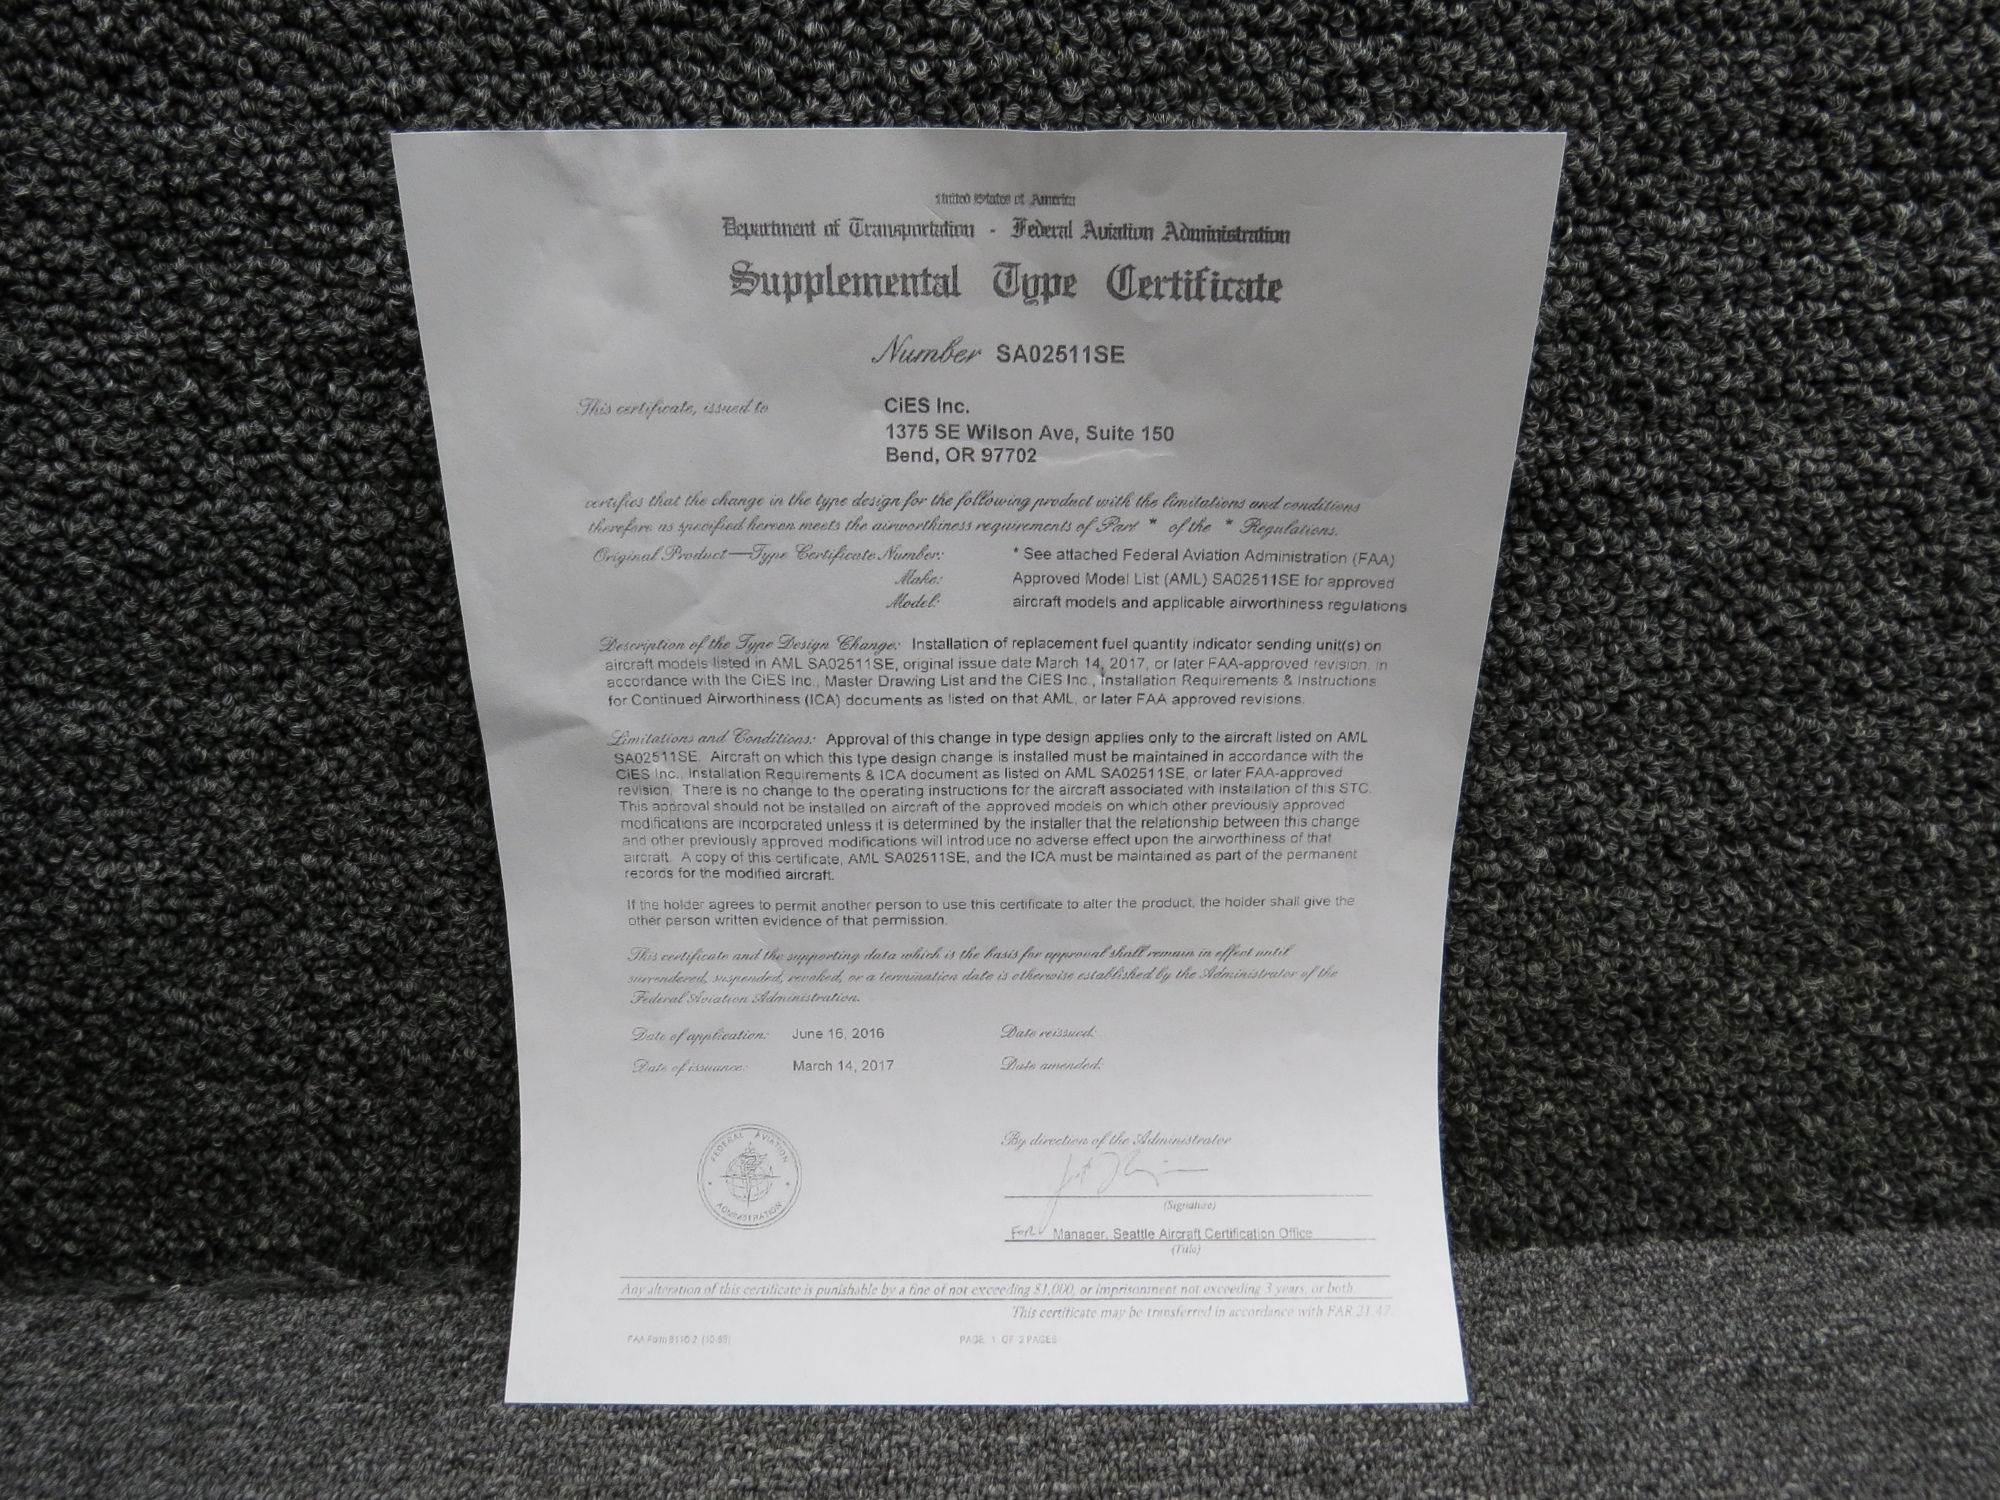 United States of America
Department of Transportation - Federal Aviation Administration
Supplemental Type Certificate
Number SA02511SE
This certificate, issued to CiES Inc.
1375 SE Wilson Ave, Suite 150
Bend, OR 97702
certifies that the change in the type design for the following product with the limitations and conditions
therefore as specified hereon meets the airworthiness requirements of Part * of the * Regulations.
Original Product—Type Certificate Number: * See attached Federal Aviation Administration (FAA)
Make: Approved Model List (AML) SA02511SE for approved
Model: aircraft models and applicable airworthiness regulations
Description of the Type Design Change: Installation of replacement fuel quantity indicator sending unit(s) on
aircraft models listed in AML SA02511SE, original issue date March 14, 2017, or later FAA-approved revision, in
accordance with the CiES Inc., Master Drawing List and the CiES Inc., Installation Requirements & Instructions
for Continued Airworthiness (ICA) documents as listed on that AML, or later FAA approved revisions.
Limitations and Conditions: Approval of this change in type design applies only to the aircraft listed on AML
SA02511SE. Aircraft on which this type design change is installed must be maintained in accordance with the
CiES Inc., Installation Requirements & ICA document as listed on AML SA02511SE, or later FAA-approved
revision. There is no change to the operating instructions for the aircraft associated with installation of this STC.
This approval should not be installed on aircraft of the approved models on which other previously approved
modifications are incorporated unless it is determined by the installer that the relationship between this change
and other previously approved modifications will introduce no adverse effect upon the airworthiness of that
aircraft. A copy of this certificate, AML SA02511SE, and the ICA must be maintained as part of the permanent
records for the modified aircraft.
If the holder agrees to permit another person to use this certificate to alter the product, the holder shall give the
other person written evidence of that permission.
This certificate and the supporting data which is the basis for approval shall remain in effect until
surrendered, suspended, revoked, or a termination date is otherwise established by the Administrator of the
Federal Aviation Administration.
Date of application: June 16, 2016 Date reissued:
Date of issuance: March 14, 2017 Date amended:
FEDERAL AVIATION
ADMINISTRATION
By direction of the Administrator
(Signature)
For Manager, Seattle Aircraft Certification Office
(Title)
Any alteration of this certificate is punishable by a fine of not exceeding $1,000, or imprisonment not exceeding 3 years, or both.
This certificate may be transferred in accordance with FAR 21.47
FAA Form 8110-2 (10-68) PAGE 1 OF 2 PAGES